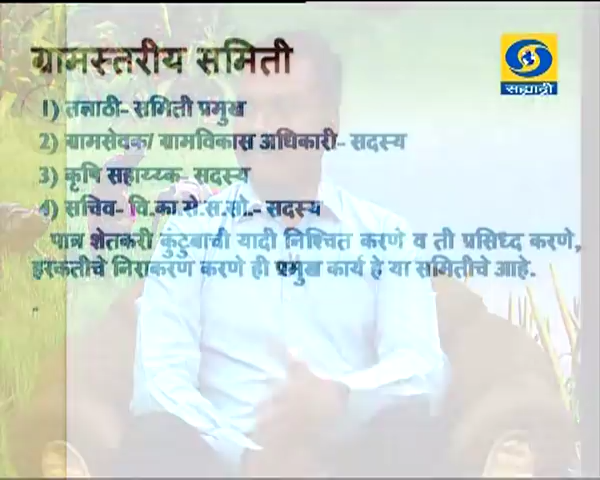 ग्रामस्तरीय समिती
सह्याद्री
1) तलाठी- समिती प्रमुख
2) ग्रामसेवक/ ग्रामविकास अधिकारी- सदस्य
3) कृषि सहाय्यक- सदस्य
4) सचिव- वि.का.से.स.सो.- सदस्य
पात्र शेतकरी कुटुंबाची यादी निश्चित करणे व ती प्रसिध्द करणे,
हरकतीचे निराकरण करणे ही प्रमुख कार्य हे या समितीचे आहे.